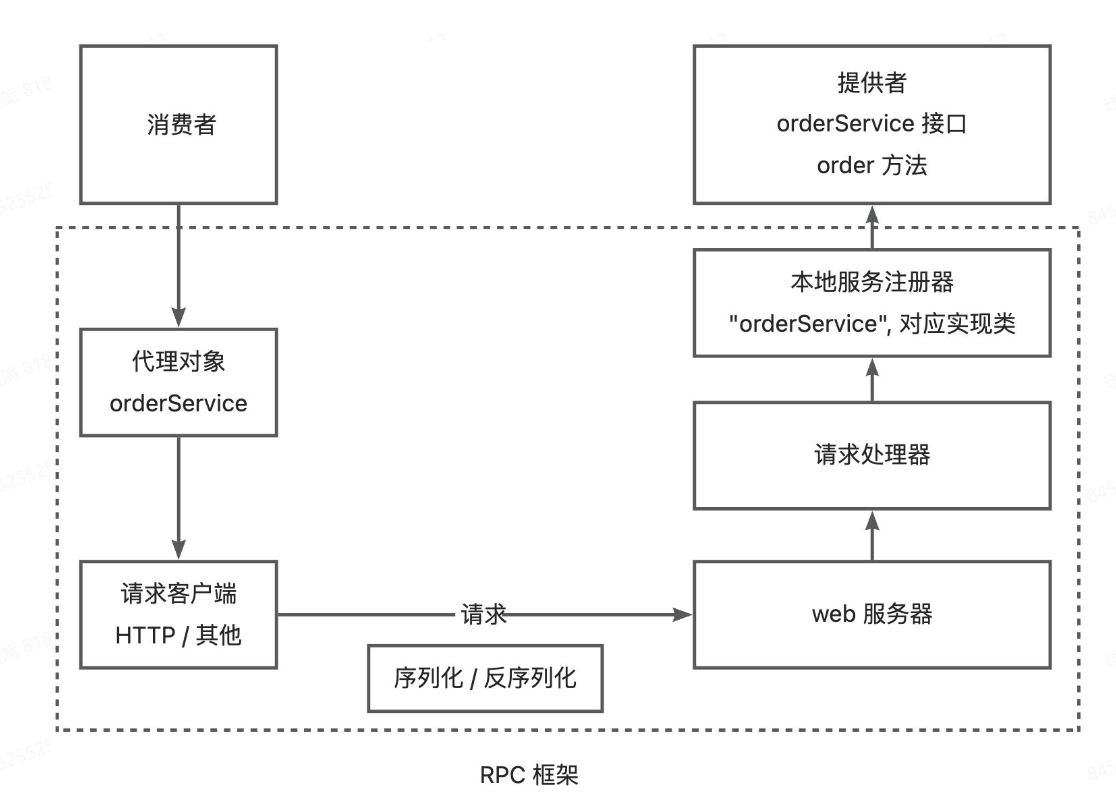 消费者
提供者
orderService 接口
order 方法
代理对象
orderService
本地服务注册器
"orderService", 对应实现类
请求处理器
请求客户端
HTTP / 其他
请求
web 服务器
序列化 / 反序列化
RPC 框架